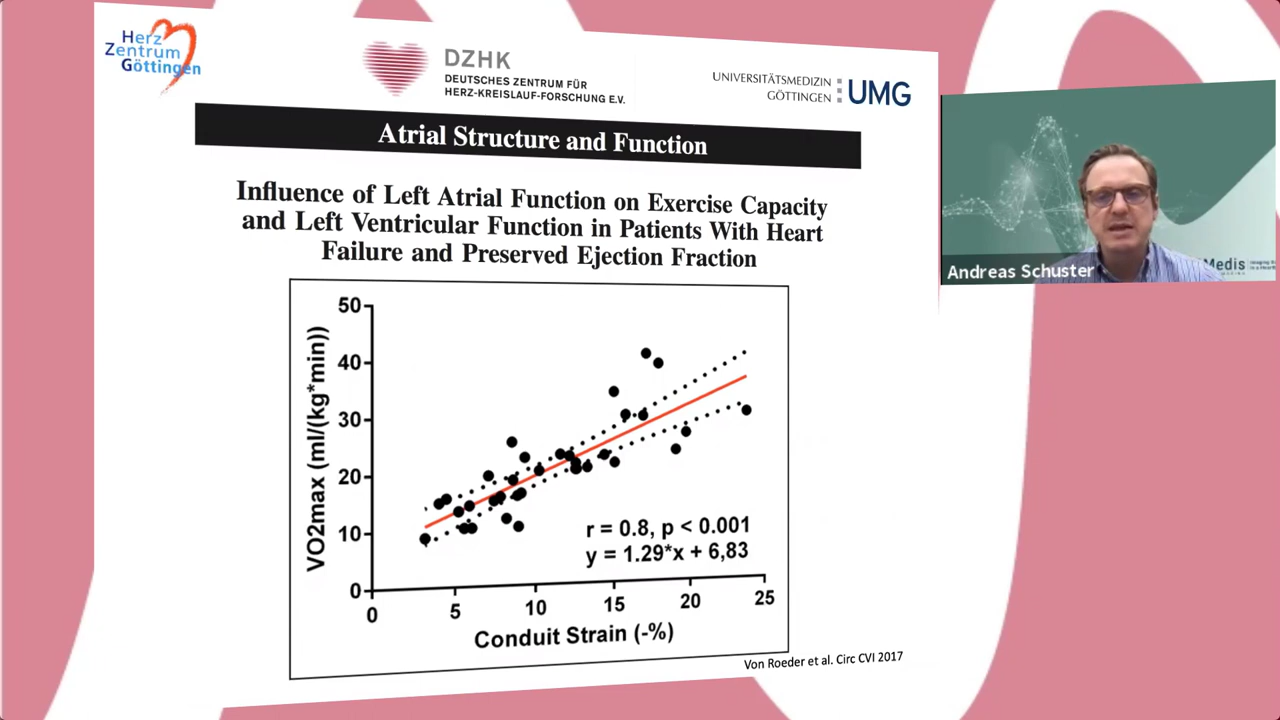 Herz
Zentrum
Göttingen
DZHK
DEUTSCHES ZENTRUM FÜR
HERZ-KREISLAUF-FORSCHUNG E.V.
UNIVERSITÄTSMEDIZIN
GÖTTINGEN
UMG
Atrial Structure and Function
Influence of Left Atrial Function on Exercise Capacity
and Left Ventricular Function in Patients With Heart
Failure and Preserved Ejection Fraction
VO2max (ml/(kg*min))
50
40
30
20
10
0
r = 0.8, p < 0.001
y = 1.29*x + 6,83
0 5 10 15 20 25
Conduit Strain (-%)
Von Roeder et al. Circ CVI 2017
Andreas Schuster
Medis